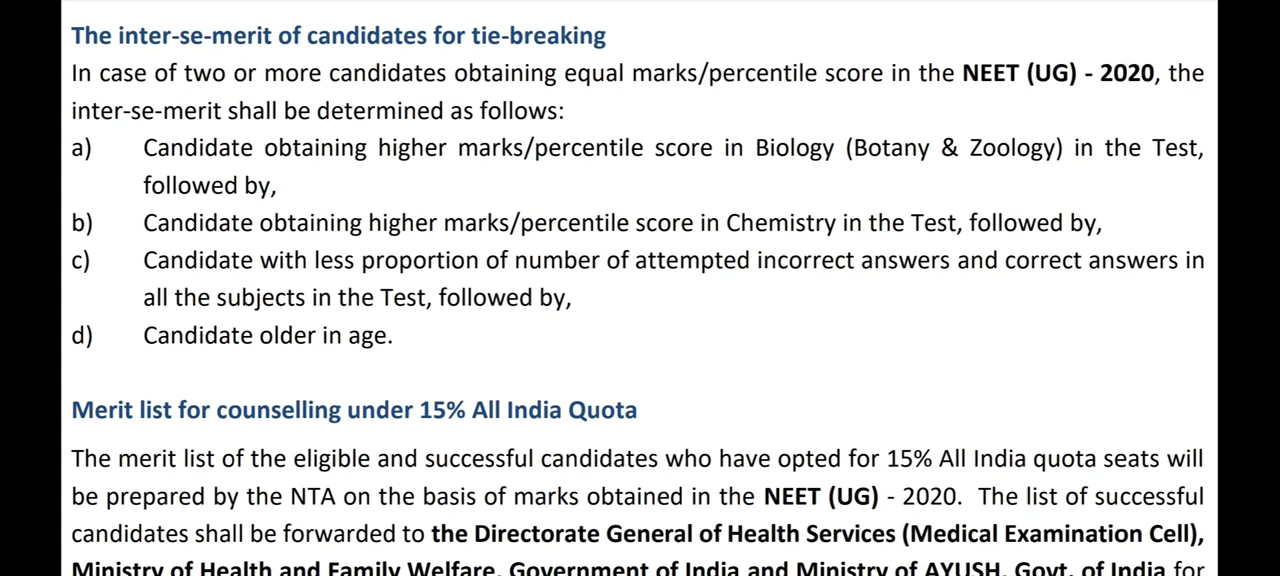 The inter-se-merit of candidates for tie-breaking
In case of two or more candidates obtaining equal marks/percentile score in the NEET (UG) - 2020, the
inter-se-merit shall be determined as follows:
a) Candidate obtaining higher marks/percentile score in Biology (Botany & Zoology) in the Test,
followed by,
b) Candidate obtaining higher marks/percentile score in Chemistry in the Test, followed by,
c) Candidate with less proportion of number of attempted incorrect answers and correct answers in
all the subjects in the Test, followed by,
d) Candidate older in age.
Merit list for counselling under 15% All India Quota
The merit list of the eligible and successful candidates who have opted for 15% All India quota seats will
be prepared by the NTA on the basis of marks obtained in the NEET (UG) - 2020. The list of successful
candidates shall be forwarded to the Directorate General of Health Services (Medical Examination Cell),
Ministry of Health and Family Welfare, Government of India and Ministry of AYUSH, Govt. of India for